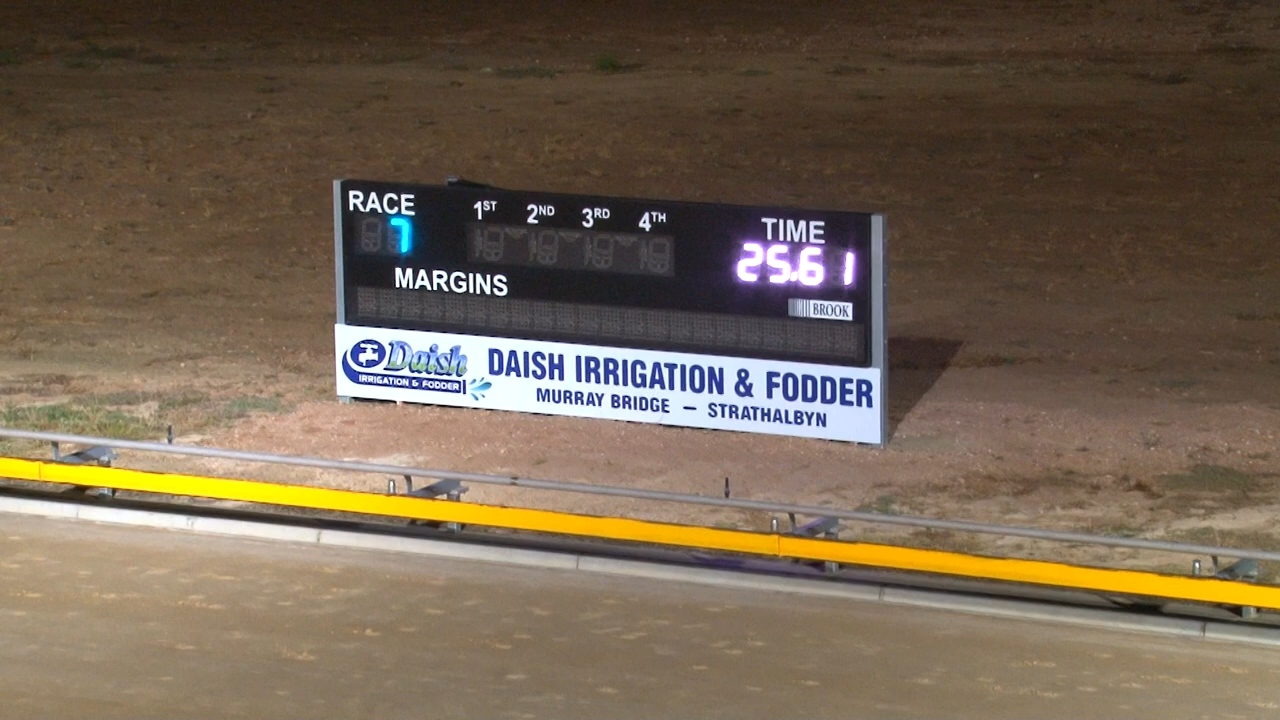 RACE 1ST 2ND 3RD 4TH TIME
7 25.61
MARGINS
BROOK
Daish
IRRIGATION & FODDER
DAISH IRRIGATION & FODDER
MURRAY BRIDGE – STRATHALBYN